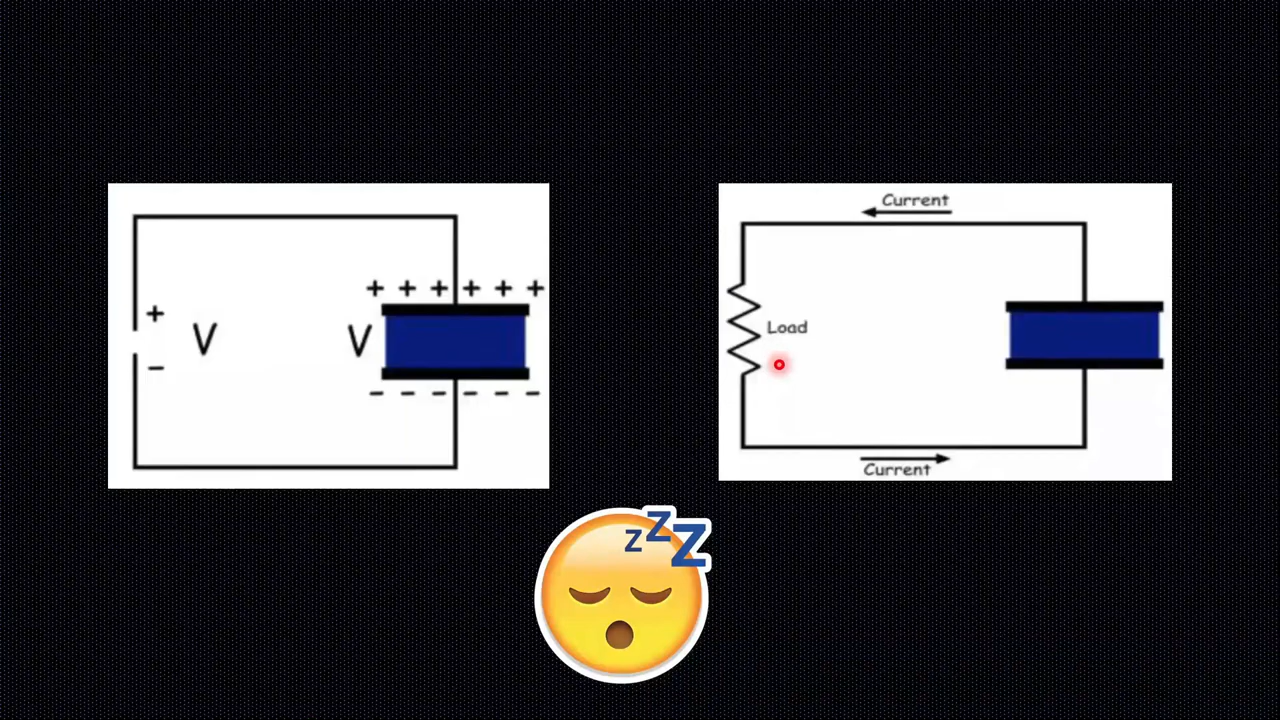 + + + + + +
+
V
V
−
− − − − − −
Current
Load
Current
z z Z